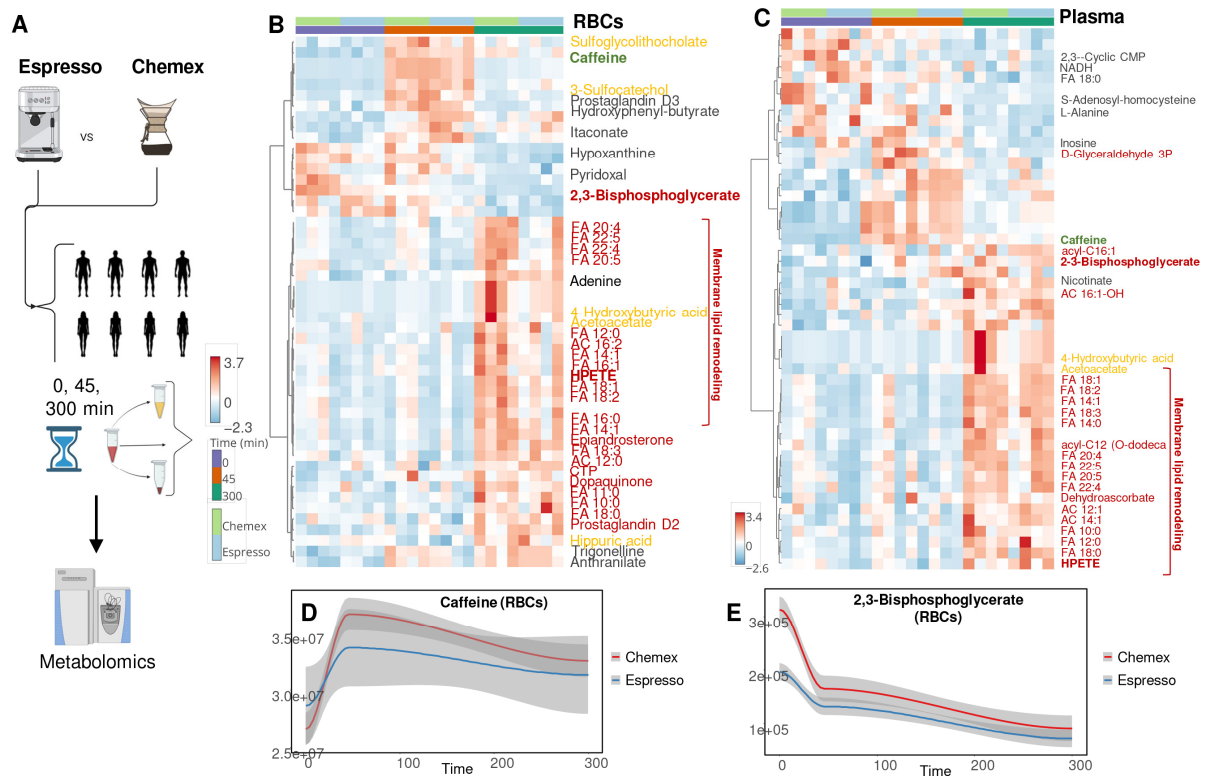 A
Espresso
Chemex
vs
0, 45,
300 min
Metabolomics
3.7
0
−2.3
Time (min)
0
45
300
Chemex
Espresso
B
RBCs
Sulfoglycolithocholate
Caffeine
3-Sulfocatechol
Prostaglandin D3
Hydroxyphenyl-butyrate
Itaconate
Hypoxanthine
Pyridoxal
2,3-Bisphosphoglycerate
FA 20:4
FA 22:5
FA 22:4
FA 20:5
Adenine
4 Hydroxybutyric acid
Acetoacetate
FA 12:0
AC 16:2
FA 14:1
FA 16:1
HPETE
FA 18:1
FA 18:2
FA 16:0
FA 14:1
Epiandrosterone
FA 18:3
AC 12:0
CTP
Dopaquinone
FA 11:0
FA 10:0
FA 18:0
Prostaglandin D2
Hippuric acid
Trigonelline
Anthranilate
Membrane lipid remodeling
C
Plasma
2,3--Cyclic CMP
NADH
FA 18:0
S-Adenosyl-homocysteine
L-Alanine
Inosine
D-Glyceraldehyde 3P
Caffeine
acyl-C16:1
2-3-Bisphosphoglycerate
Nicotinate
AC 16:1-OH
4-Hydroxybutyric acid
Acetoacetate
FA 18:1
FA 18:2
FA 14:1
FA 18:3
FA 14:0
acyl-C12 (O-dodeca
FA 20:4
FA 22:5
FA 20:5
FA 22:4
Dehydroascorbate
AC 12:1
AC 14:1
FA 10:0
FA 12:0
FA 18:0
HPETE
Membrane lipid remodeling
3.4
0
−2.6
D
Caffeine (RBCs)
3.5e+07
3.0e+07
2.5e+07
0
100
200
300
Time
Chemex
Espresso
E
2,3-Bisphosphoglycerate
(RBCs)
3e+05
2e+05
1e+05
0
100
200
300
Time
Chemex
Espresso